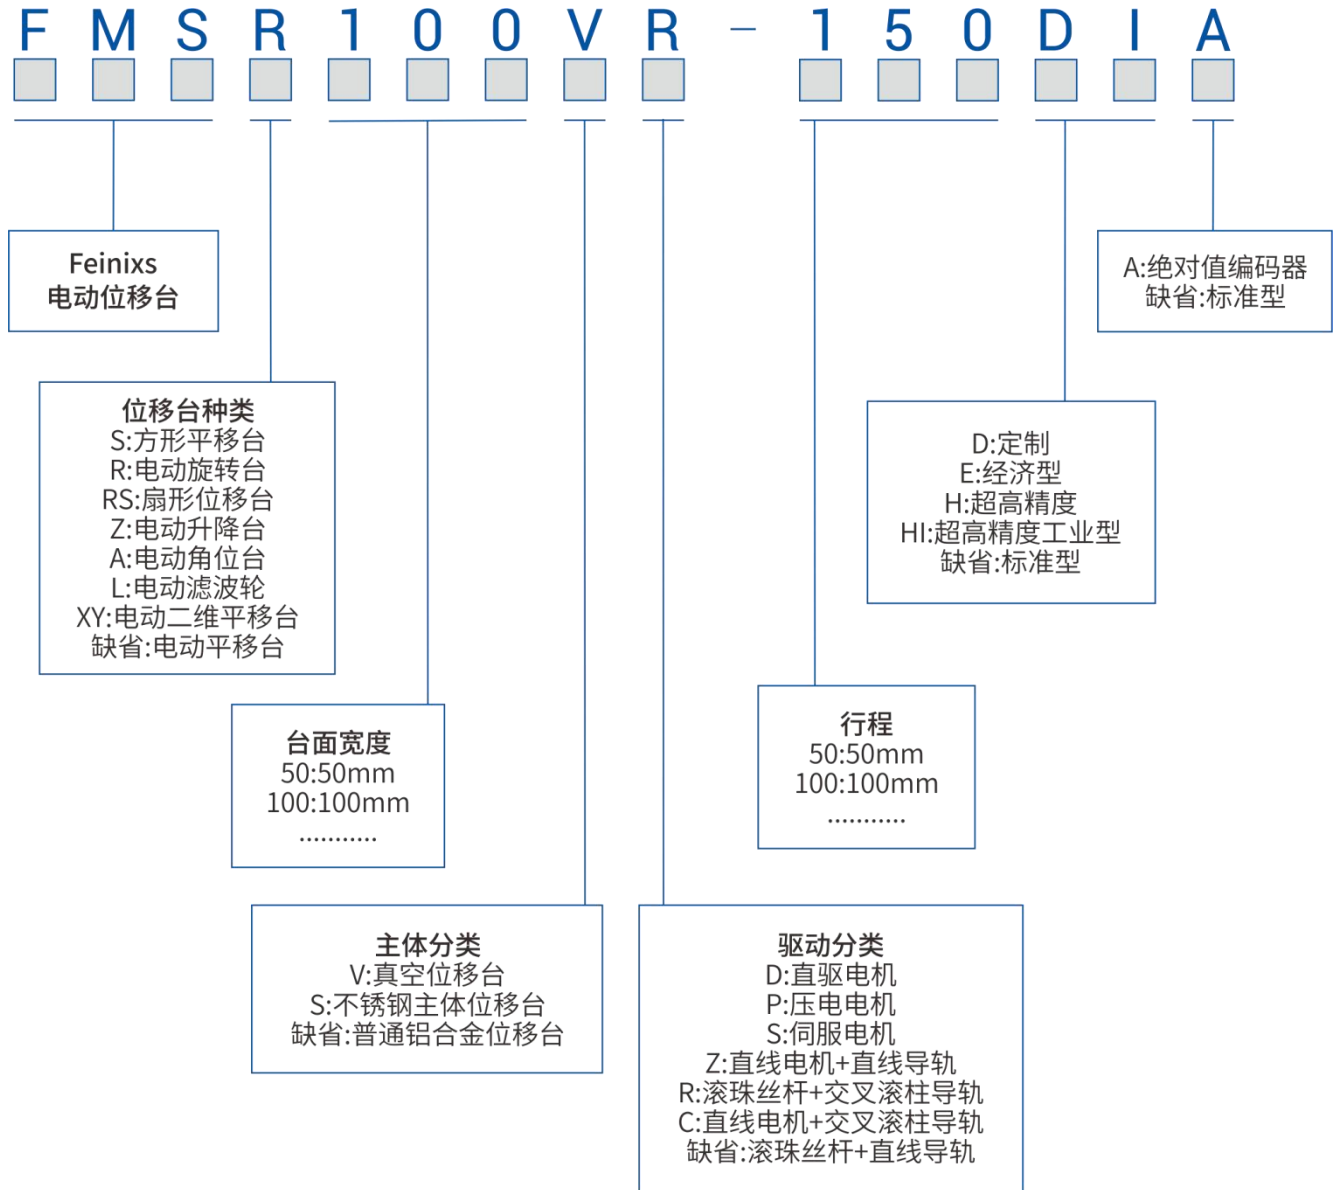 FMSR100VR-150DIA
Feinixs
电动位移台
A:绝对值编码器
缺省:标准型
位移台种类
S:方形平移台
R:电动旋转台
RS:扇形位移台
Z:电动升降台
A:电动角位台
L:电动滤波轮
XY:电动二维平移台
缺省:电动平移台
D:定制
E:经济型
H:超高精度
HI:超高精度工业型
缺省:标准型
台面宽度
50:50mm
100:100mm
...........
行程
50:50mm
100:100mm
...........
主体分类
V:真空位移台
S:不锈钢主体位移台
缺省:普通铝合金位移台
驱动分类
D:直驱电机
P:压电电机
S:伺服电机
Z:直线电机+直线导轨
R:滚珠丝杆+交叉滚柱导轨
C:直线电机+交叉滚柱导轨
缺省:滚珠丝杆+直线导轨